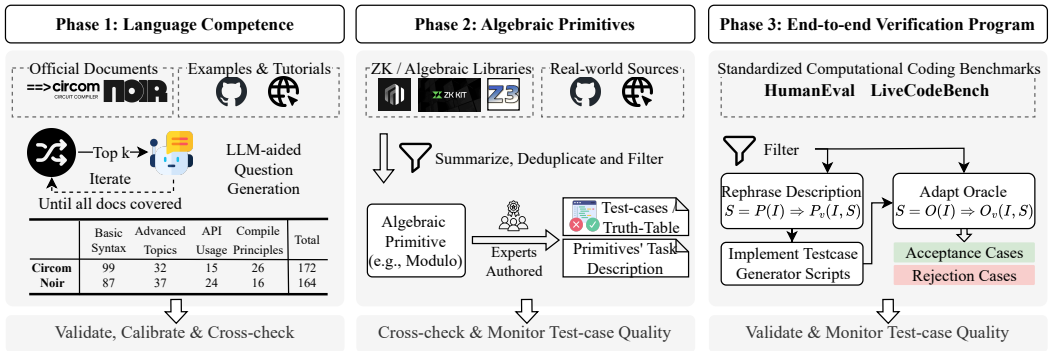 Phase 1: Language Competence
Official Documents
Examples & Tutorials
==>circom
CIRCUIT COMPILER
NOIR
Top k
Iterate
Until all docs covered
LLM-aided
Question
Generation
Basic Syntax Advanced Topics API Usage Compile Principles Total
Circom 99 32 15 26 172
Noir 87 37 24 16 164
Validate, Calibrate & Cross-check
Phase 2: Algebraic Primitives
ZK / Algebraic Libraries
Real-world Sources
ZK KIT
Z3
Summarize, Deduplicate and Filter
Algebraic
Primitive
(e.g., Modulo)
Experts
Authored
Test-cases /
Truth-Table
Primitives' Task
Description
Cross-check & Monitor Test-case Quality
Phase 3: End-to-end Verification Program
Standardized Computational Coding Benchmarks
HumanEval LiveCodeBench
Filter
Rephrase Description
S = P(I) ⇒ Pᵥ(I, S)
Adapt Oracle
S = O(I) ⇒ Oᵥ(I, S)
Implement Testcase
Generator Scripts
Acceptance Cases
Rejection Cases
Validate & Monitor Test-case Quality